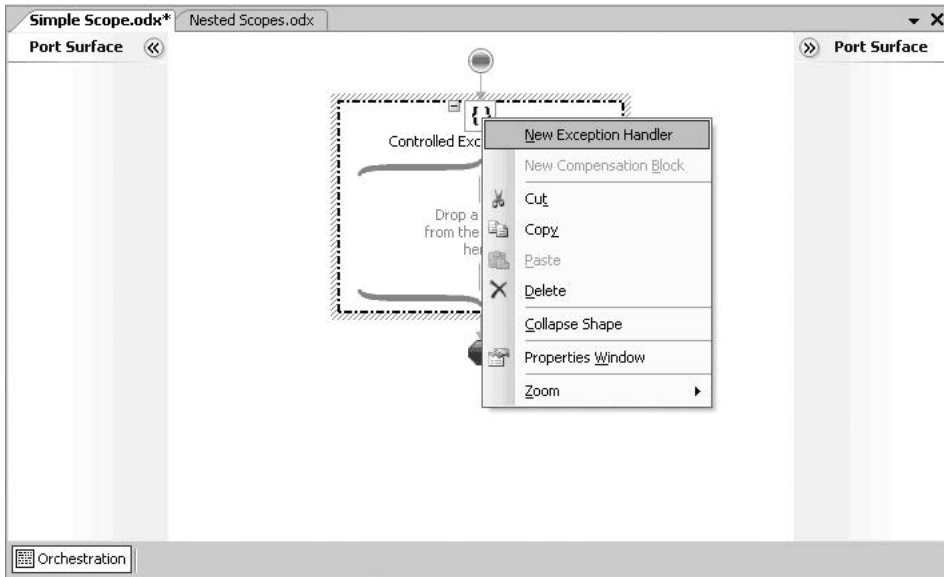 Simple Scope.odx* Nested Scopes.odx
Port Surface
Port Surface
{ }
Controlled Exc
Drop a
from the
her
New Exception Handler
New Compensation Block
Cut
Copy
Paste
Delete
Collapse Shape
Properties Window
Zoom
Orchestration